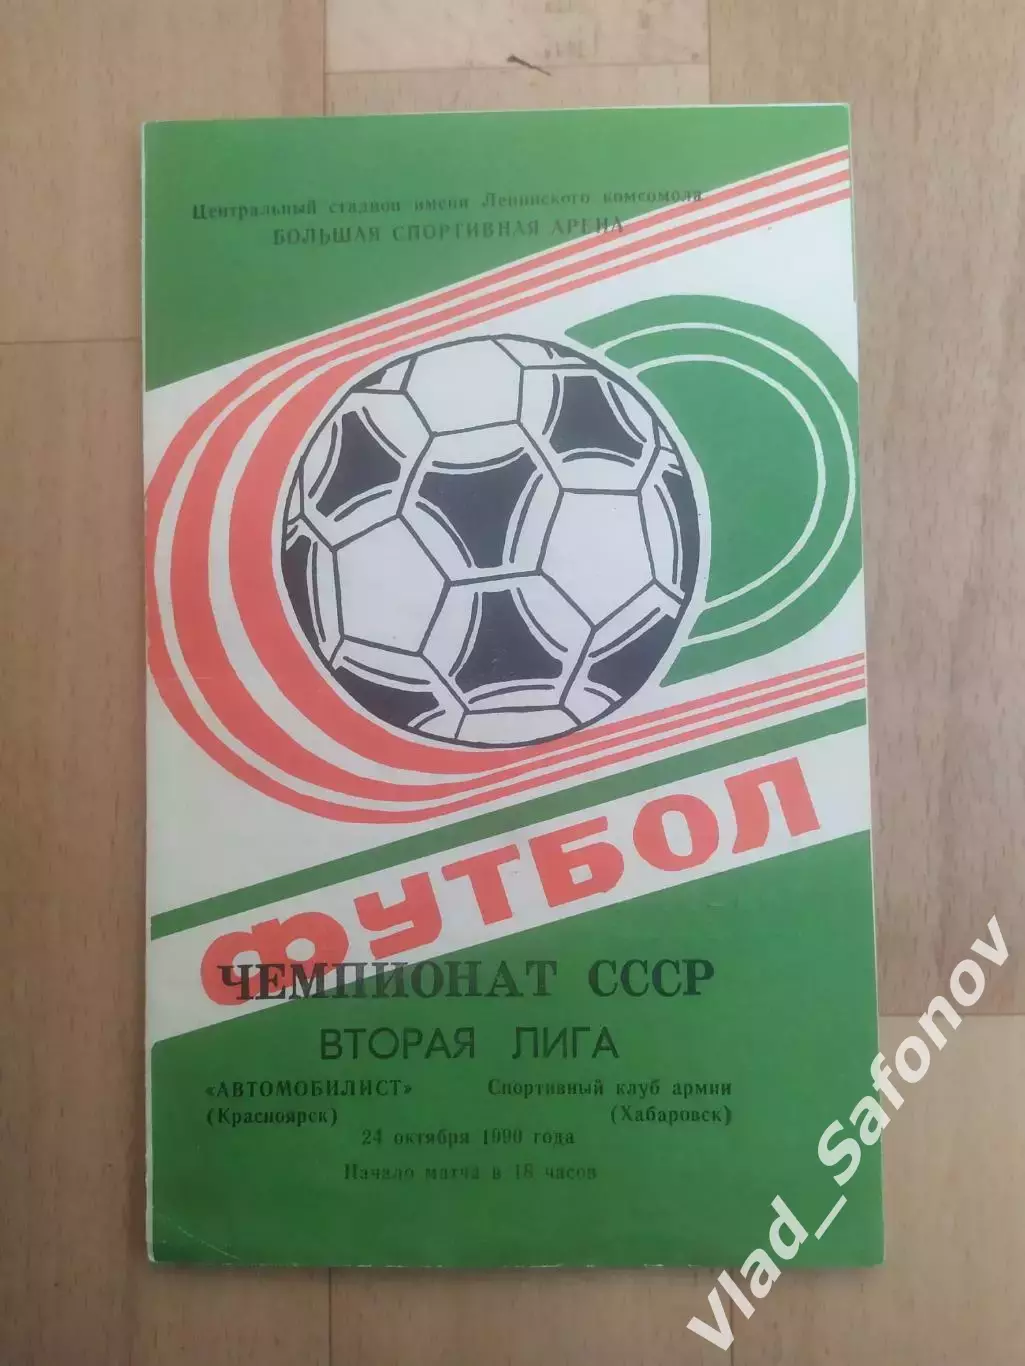 Центральный стадион имени Ленинского комсомола
БОЛЬШАЯ СПОРТИВНАЯ АРЕНА
ФУТБОЛ
ЧЕМПИОНАТ СССР
ВТОРАЯ ЛИГА
«АВТОМОБИЛИСТ» Спортивный клуб армии
(Красноярск) (Хабаровск)
24 октября 1990 года
Начало матча в 18 часов
Vlad_Safonov